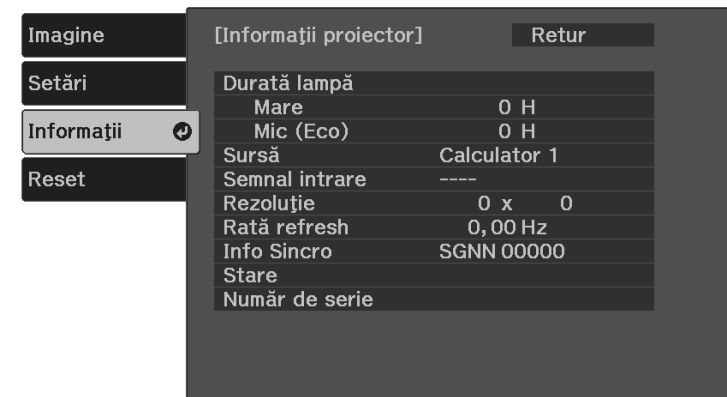 Imagine
Setări
Informaţii
Reset
[Informaţii proiector] Retur
Durată lampă
Mare 0 H
Mic (Eco) 0 H
Sursă Calculator 1
Semnal intrare ----
Rezoluţie 0 x 0
Rată refresh 0,00 Hz
Info Sincro SGNN 00000
Stare
Număr de serie